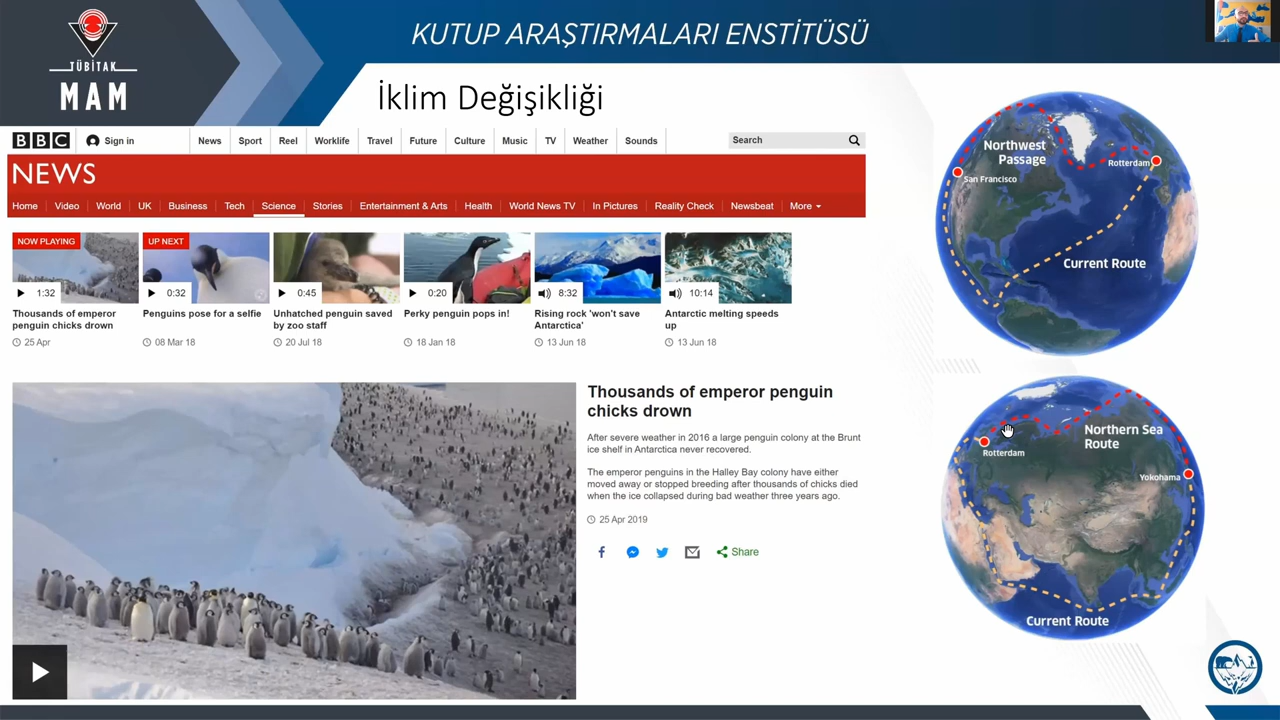 TÜBİTAK
MAM
KUTUP ARAŞTIRMALARI ENSTİTÜSÜ
İklim Değişikliği
BBC Sign in News Sport Reel Worklife Travel Future Culture Music TV Weather Sounds Search
NEWS
Home Video World UK Business Tech Science Stories Entertainment & Arts Health World News TV In Pictures Reality Check Newsbeat More
NOW PLAYING
1:32
Thousands of emperor
penguin chicks drown
25 Apr
UP NEXT
0:32
Penguins pose for a selfie
08 Mar 18
0:45
Unhatched penguin saved
by zoo staff
20 Jul 18
0:20
Perky penguin pops in!
18 Jan 18
8:32
Rising rock 'won't save
Antarctica'
13 Jun 18
10:14
Antarctic melting speeds
up
13 Jun 18
Thousands of emperor penguin
chicks drown
After severe weather in 2016 a large penguin colony at the Brunt
ice shelf in Antarctica never recovered.
The emperor penguins in the Halley Bay colony have either
moved away or stopped breeding after thousands of chicks died
when the ice collapsed during bad weather three years ago.
25 Apr 2019
Share
Northwest
Passage
Rotterdam
San Francisco
Current Route
Northern Sea
Route
Rotterdam
Yokohama
Current Route